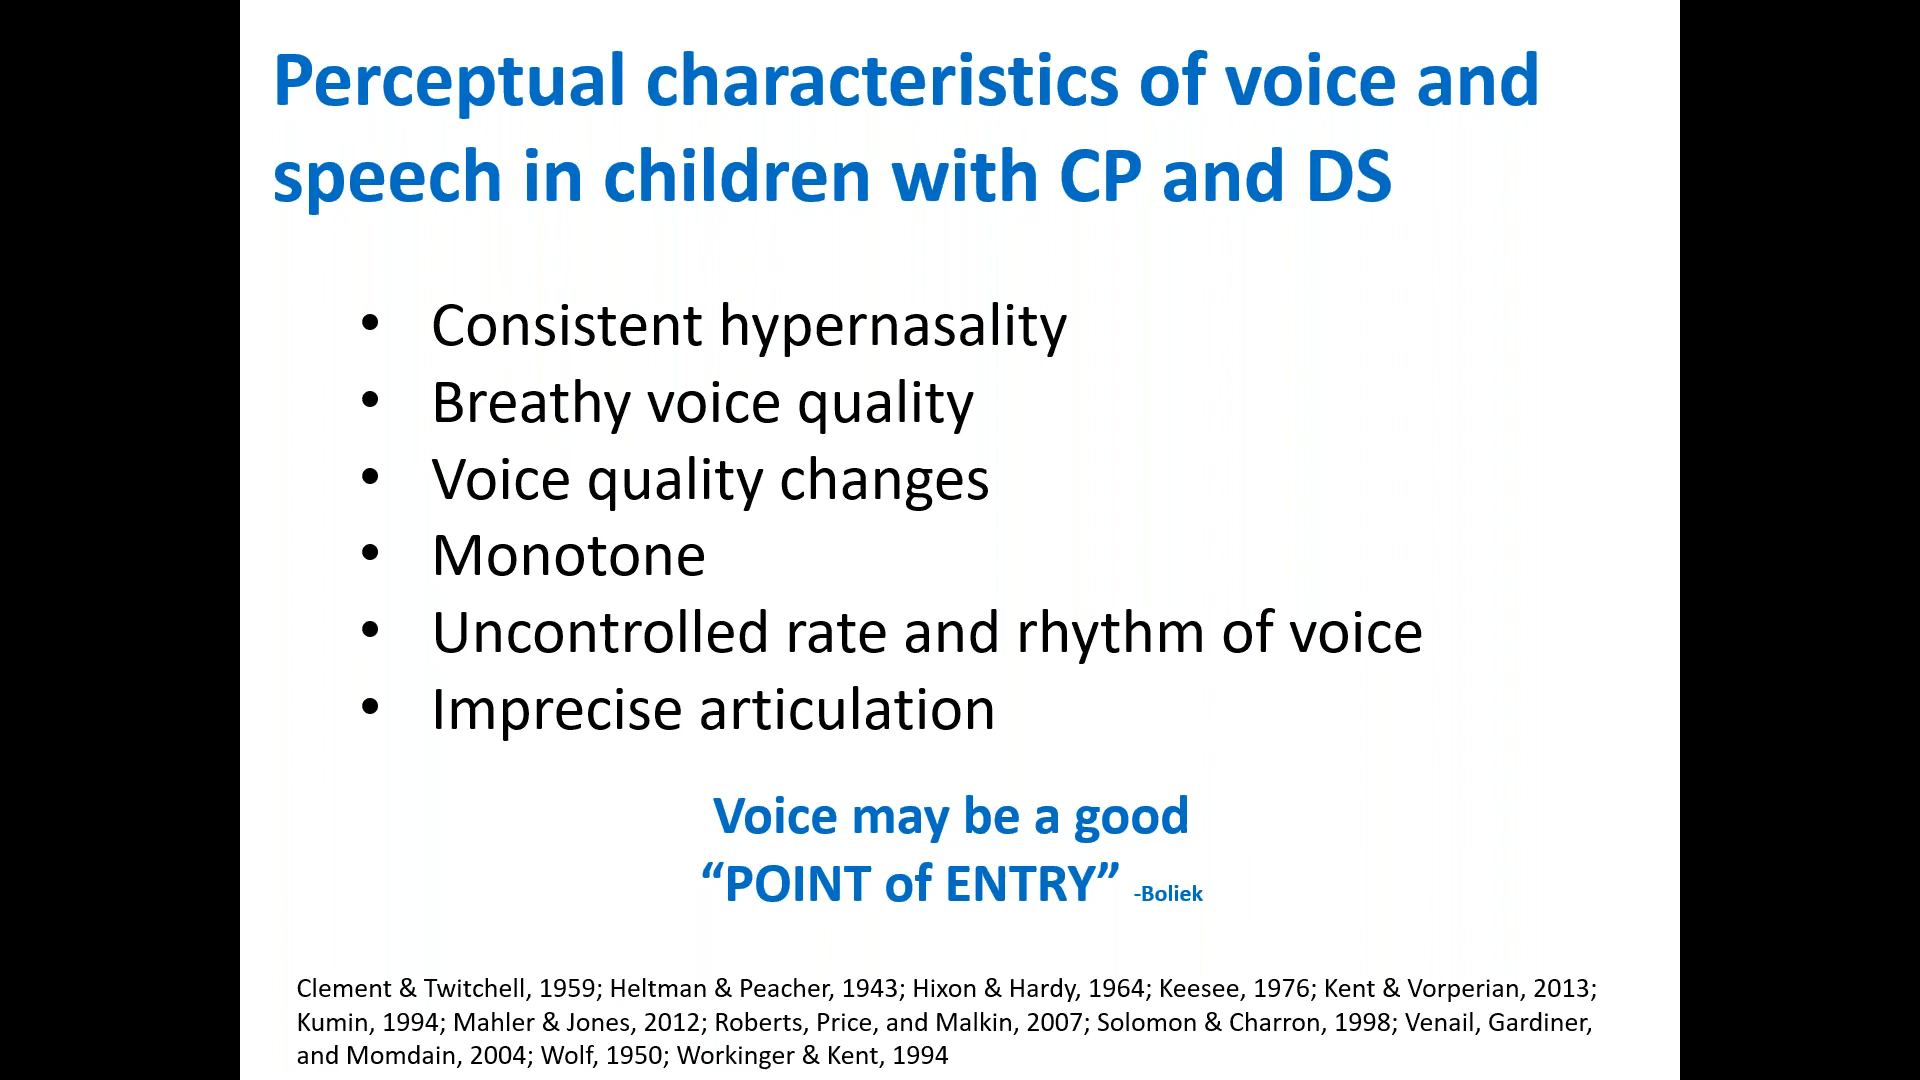 Perceptual characteristics of voice and
speech in children with CP and DS
• Consistent hypernasality
• Breathy voice quality
• Voice quality changes
• Monotone
• Uncontrolled rate and rhythm of voice
• Imprecise articulation
Voice may be a good
“POINT of ENTRY” -Boliek
Clement & Twitchell, 1959; Heltman & Peacher, 1943; Hixon & Hardy, 1964; Keesee, 1976; Kent & Vorperian, 2013;
Kumin, 1994; Mahler & Jones, 2012; Roberts, Price, and Malkin, 2007; Solomon & Charron, 1998; Venail, Gardiner,
and Momdain, 2004; Wolf, 1950; Workinger & Kent, 1994